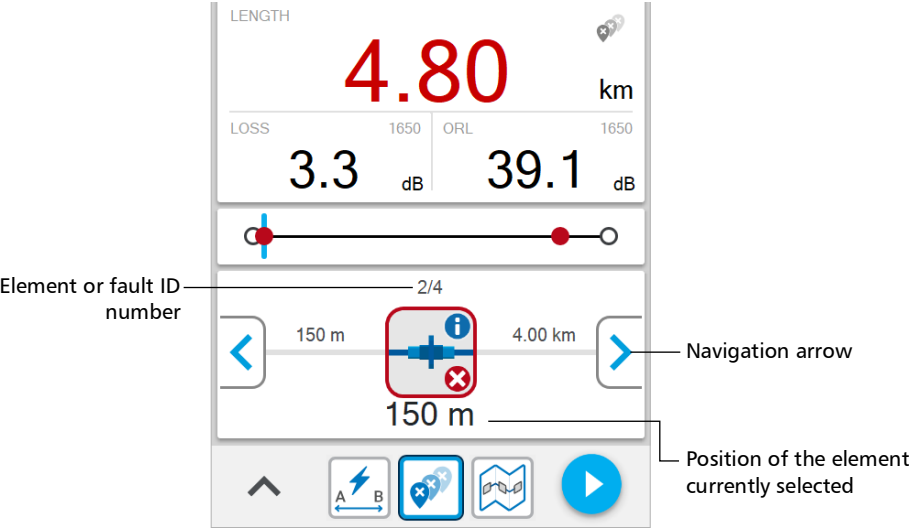 LENGTH
4.80 km
LOSS 1650 ORL 1650
3.3 dB 39.1 dB
Element or fault ID
number
2/4
150 m 4.00 km
Navigation arrow
150 m
Position of the element
currently selected
A B